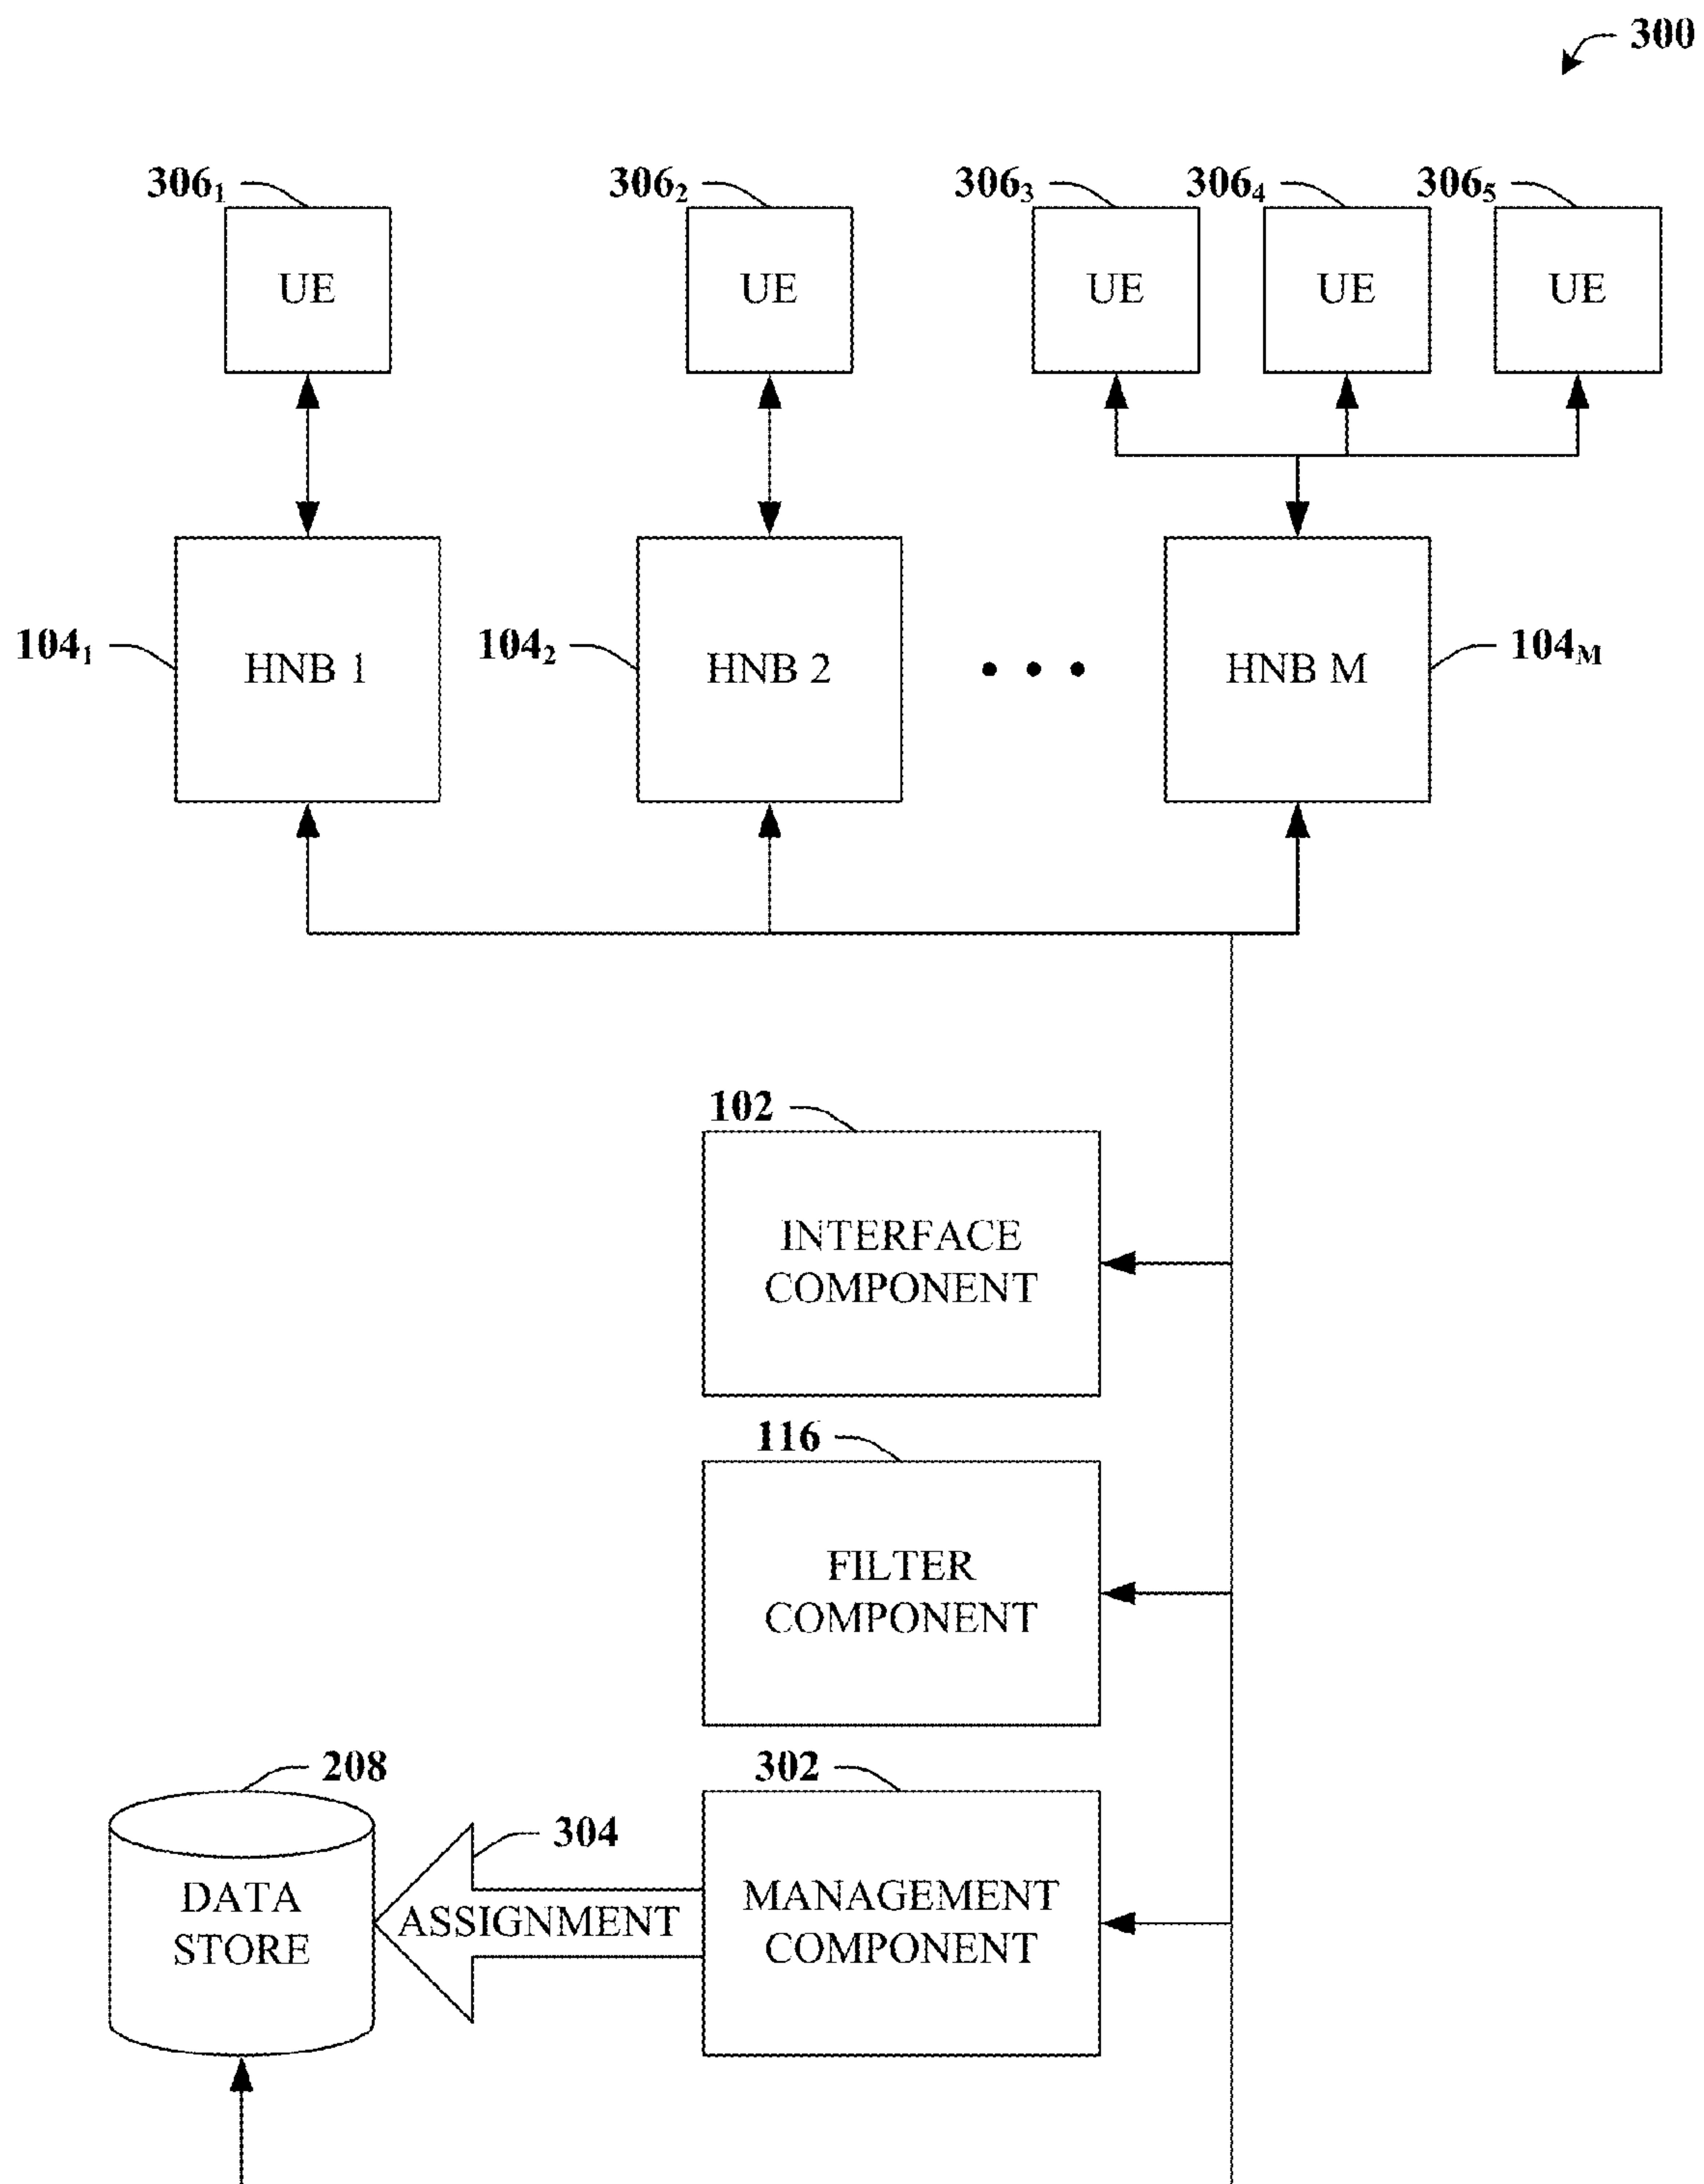 300
306₁ 306₂ 306₃ 306₄ 306₅
UE UE UE UE UE
104₁ HNB 1 104₂ HNB 2 • • • HNB M 104ₘ
102
INTERFACE
COMPONENT
116
FILTER
COMPONENT
208
302
304
DATA
STORE
ASSIGNMENT
MANAGEMENT
COMPONENT